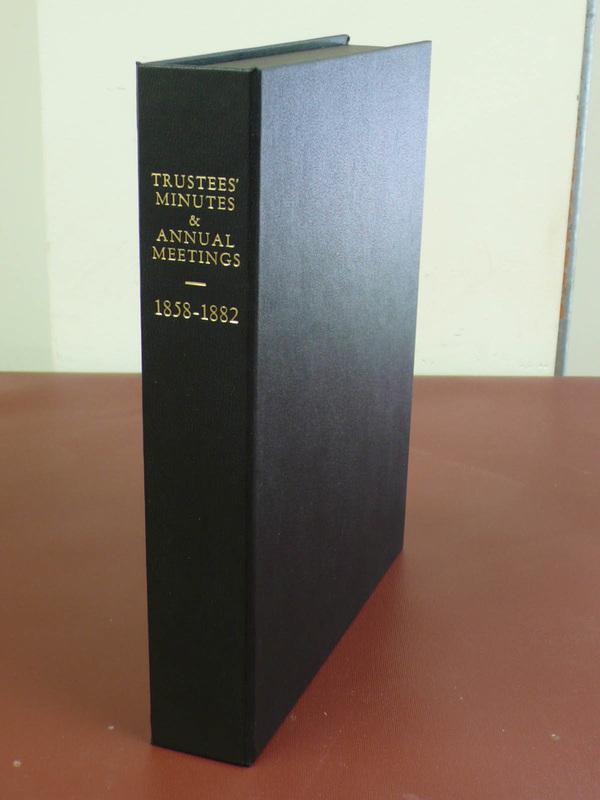 TRUSTEES'
MINUTES
&
ANNUAL
MEETINGS
1858-1882